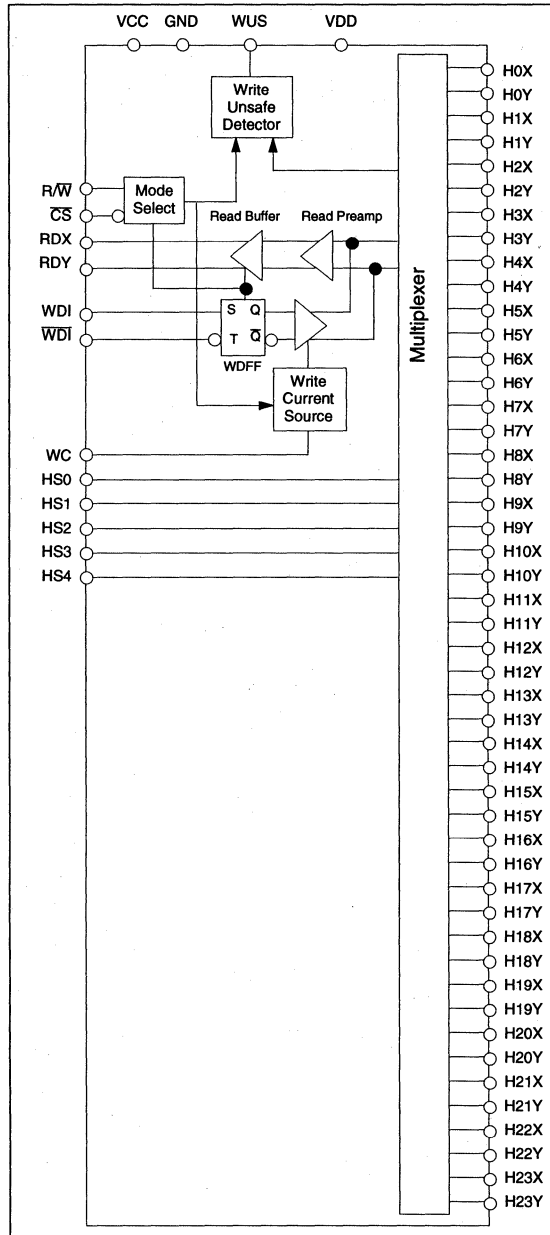 VCC GND WUS VDD
Write
Unsafe
Detector
R/W̅
C̅S̅
Mode
Select
Read Buffer Read Preamp
RDX
RDY
WDI
W̅D̅I̅
S Q
T Q̅
WDFF
Write
Current
Source
WC
HS0
HS1
HS2
HS3
HS4
Multiplexer
H0X
H0Y
H1X
H1Y
H2X
H2Y
H3X
H3Y
H4X
H4Y
H5X
H5Y
H6X
H6Y
H7X
H7Y
H8X
H8Y
H9X
H9Y
H10X
H10Y
H11X
H11Y
H12X
H12Y
H13X
H13Y
H14X
H14Y
H15X
H15Y
H16X
H16Y
H17X
H17Y
H18X
H18Y
H19X
H19Y
H20X
H20Y
H21X
H21Y
H22X
H22Y
H23X
H23Y